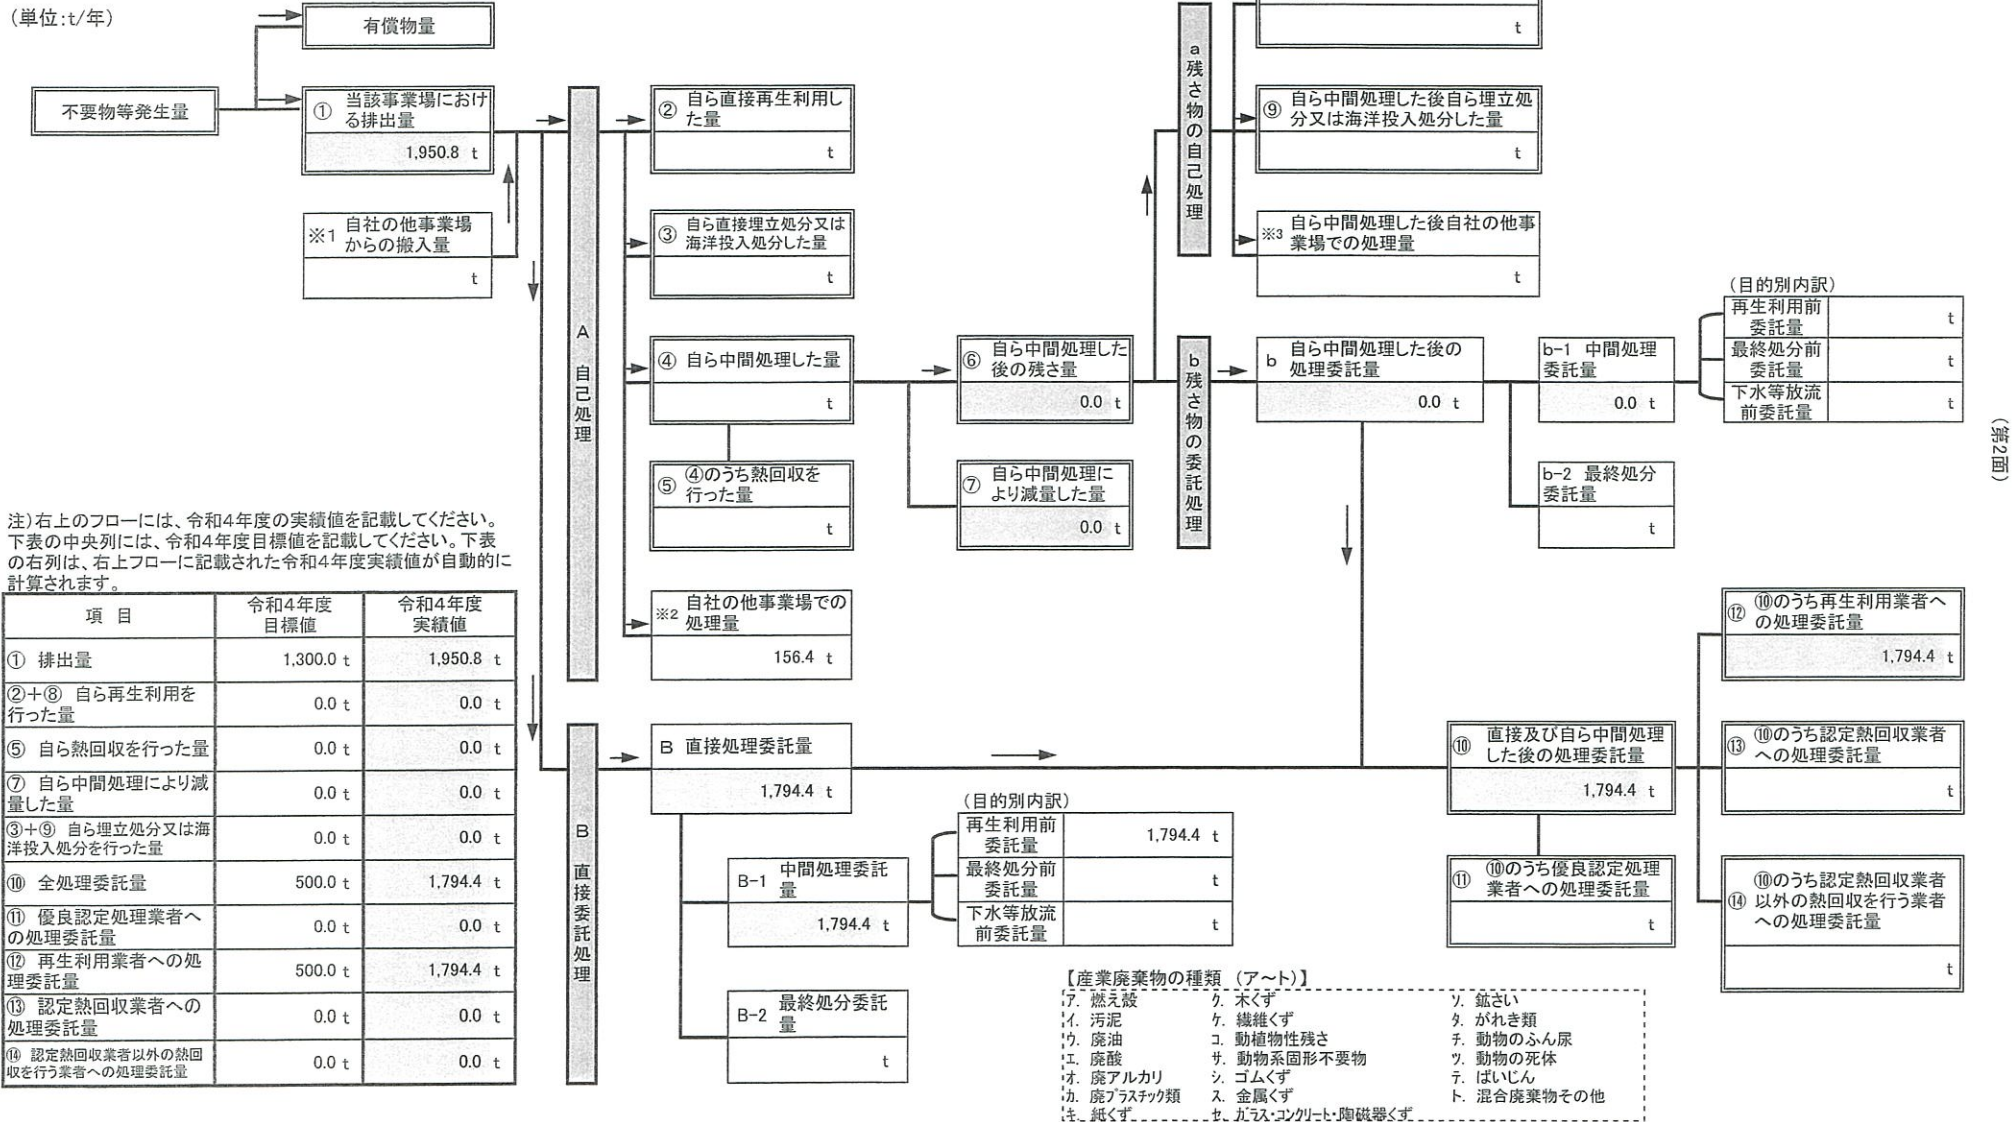 (単位:t/年)
有償物量
不要物等発生量
① 当該事業場におけ
る排出量
1,950.8 t
※1 自社の他事業場
からの搬入量
t
A 自己処理
② 自ら直接再生利用し
た量
t
③ 自ら直接埋立処分又は
海洋投入処分した量
t
④ 自ら中間処理した量
t
⑤ ④のうち熱回収を
行った量
t
※2 自社の他事業場での
処理量
156.4 t
⑥ 自ら中間処理した
後の残さ量
0.0 t
⑦ 自ら中間処理に
より減量した量
0.0 t
a 残さ物の自己処理
t
⑨ 自ら中間処理した後自ら埋立処
分又は海洋投入処分した量
t
※3 自ら中間処理した後自社の他事
業場での処理量
t
b 残さ物の委託処理
b 自ら中間処理した後の
処理委託量
0.0 t
b-1 中間処理
委託量
0.0 t
(目的別内訳)
再生利用前
委託量 t
最終処分前
委託量 t
下水等放流
前委託量 t
b-2 最終処分
委託量
t
(第2面)
注)右上のフローには、令和4年度の実績値を記載してください。
下表の中央列には、令和4年度目標値を記載してください。下表
の右列は、右上フローに記載された令和4年度実績値が自動的に
計算されます。
項 目 令和4年度 目標値 令和4年度 実績値
① 排出量 1,300.0 t 1,950.8 t
②+⑧ 自ら再生利用を
行った量 0.0 t 0.0 t
⑤ 自ら熱回収を行った量 0.0 t 0.0 t
⑦ 自ら中間処理により減
量した量 0.0 t 0.0 t
③+⑨ 自ら埋立処分又は海
洋投入処分を行った量 0.0 t 0.0 t
⑩ 全処理委託量 500.0 t 1,794.4 t
⑪ 優良認定処理業者へ
の処理委託量 0.0 t 0.0 t
⑫ 再生利用業者への処
理委託量 500.0 t 1,794.4 t
⑬ 認定熱回収業者への
処理委託量 0.0 t 0.0 t
⑭ 認定熱回収業者以外の熱回
収を行う業者への処理委託量 0.0 t 0.0 t
B 直接委託処理
B 直接処理委託量
1,794.4 t
B-1 中間処理委託
量
1,794.4 t
(目的別内訳)
再生利用前
委託量 1,794.4 t
最終処分前
委託量 t
下水等放流
前委託量 t
B-2 最終処分委託
量
t
⑩ 直接及び自ら中間処理
した後の処理委託量
1,794.4 t
⑪ ⑩のうち優良認定処理
業者への処理委託量
t
⑫ ⑩のうち再生利用業者へ
の処理委託量
1,794.4 t
⑬ ⑩のうち認定熱回収業者
への処理委託量
t
⑭ ⑩のうち認定熱回収業者
以外の熱回収を行う業者
への処理委託量
t
【産業廃棄物の種類 (ア~ト)】
ア. 燃え殻 ク. 木くず ソ. 鉱さい
イ. 汚泥 ケ. 繊維くず タ. がれき類
ウ. 廃油 コ. 動植物性残さ チ. 動物のふん尿
エ. 廃酸 サ. 動物系固形不要物 ツ. 動物の死体
オ. 廃アルカリ シ. ゴムくず テ. ばいじん
カ. 廃プラスチック類 ス. 金属くず ト. 混合廃棄物その他
キ. 紙くず セ. ガラス・コンクリート・陶磁器くず